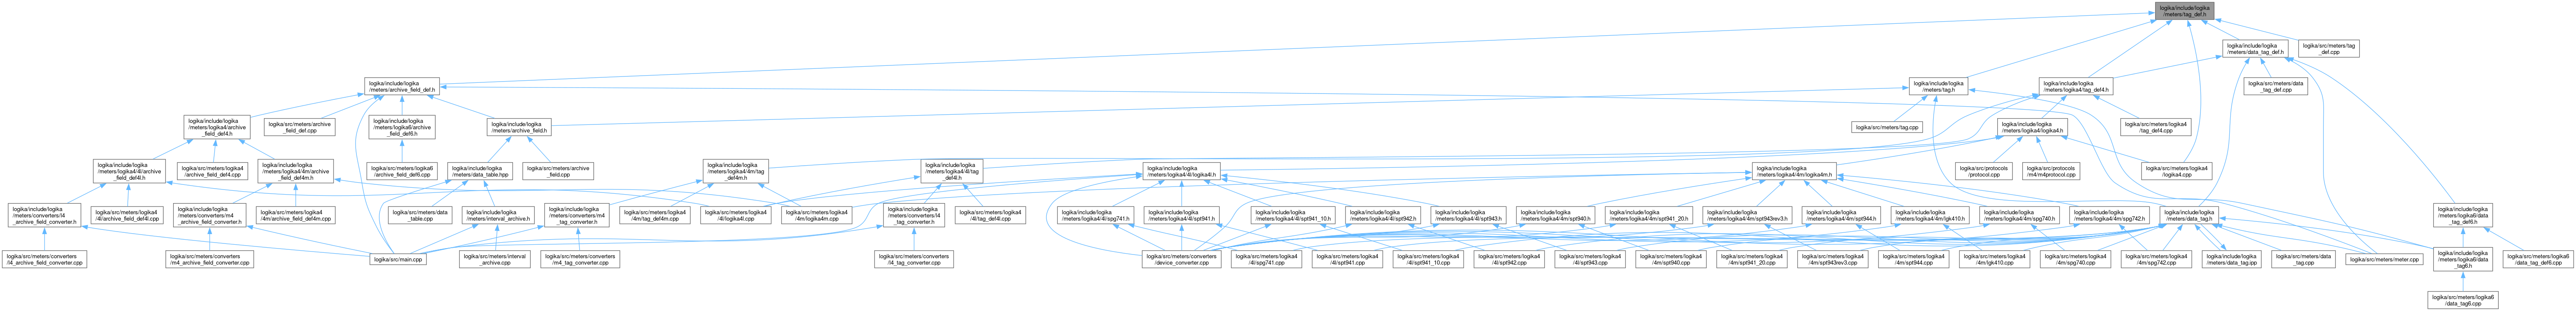 logika/include/logika
/meters/tag_def.h
logika/include/logika
/meters/data_tag_def.h
logika/src/meters/tag
_def.cpp
logika/include/logika
/meters/archive_field_def.h
logika/include/logika
/meters/tag.h
logika/include/logika
/meters/logika4/tag_def4.h
logika/src/meters/data
_tag_def.cpp
logika/include/logika
/meters/logika4/archive
_field_def4.h
logika/src/meters/archive
_field_def.cpp
logika/include/logika
/meters/logika6/archive
_field_def6.h
logika/include/logika
/meters/archive_field.h
logika/src/meters/tag.cpp
logika/include/logika
/meters/logika4/logika4.h
logika/src/meters/logika4
/tag_def4.cpp
logika/include/logika
/meters/logika4/4l/archive
_field_def4l.h
logika/src/meters/logika4
/archive_field_def4.cpp
logika/include/logika
/meters/logika4/4m/archive
_field_def4m.h
logika/src/meters/logika6
/archive_field_def6.cpp
logika/include/logika
/meters/data_table.hpp
logika/src/meters/archive
_field.cpp
logika/include/logika
/meters/logika4/4m/tag
_def4m.h
logika/include/logika
/meters/logika4/4l/tag
_def4l.h
logika/include/logika
/meters/logika4/4l/logika4l.h
logika/include/logika
/meters/logika4/4m/logika4m.h
logika/src/protocols
/protocol.cpp
logika/src/protocols
/m4/m4protocol.cpp
logika/src/meters/logika4
/logika4.cpp
logika/include/logika
/meters/converters/l4
_archive_field_converter.h
logika/src/meters/logika4
/4l/archive_field_def4l.cpp
logika/include/logika
/meters/converters/m4
_archive_field_converter.h
logika/src/meters/logika4
/4m/archive_field_def4m.cpp
logika/src/meters/data
_table.cpp
logika/include/logika
/meters/interval_archive.h
logika/include/logika
/meters/converters/m4
_tag_converter.h
logika/src/meters/logika4
/4m/tag_def4m.cpp
logika/src/meters/logika4
/4l/logika4l.cpp
logika/src/meters/logika4
/4m/logika4m.cpp
logika/include/logika
/meters/converters/l4
_tag_converter.h
logika/src/meters/logika4
/4l/tag_def4l.cpp
logika/include/logika
/meters/logika4/4l/spg741.h
logika/include/logika
/meters/logika4/4l/spt941.h
logika/include/logika
/meters/logika4/4l/spt941_10.h
logika/include/logika
/meters/logika4/4l/spt942.h
logika/include/logika
/meters/logika4/4l/spt943.h
logika/include/logika
/meters/logika4/4m/spt940.h
logika/include/logika
/meters/logika4/4m/spt941_20.h
logika/include/logika
/meters/logika4/4m/spt943rev3.h
logika/include/logika
/meters/logika4/4m/spt944.h
logika/include/logika
/meters/logika4/4m/lgk410.h
logika/include/logika
/meters/logika4/4m/spg740.h
logika/include/logika
/meters/logika4/4m/spg742.h
logika/include/logika
/meters/data_tag.h
logika/include/logika
/meters/logika6/data
_tag_def6.h
logika/src/meters/converters
/l4_archive_field_converter.cpp
logika/src/meters/converters
/m4_archive_field_converter.cpp
logika/src/main.cpp
logika/src/meters/interval
_archive.cpp
logika/src/meters/converters
/m4_tag_converter.cpp
logika/src/meters/converters
/l4_tag_converter.cpp
logika/src/meters/converters
/device_converter.cpp
logika/src/meters/logika4
/4l/spg741.cpp
logika/src/meters/logika4
/4l/spt941.cpp
logika/src/meters/logika4
/4l/spt941_10.cpp
logika/src/meters/logika4
/4l/spt942.cpp
logika/src/meters/logika4
/4l/spt943.cpp
logika/src/meters/logika4
/4m/spt940.cpp
logika/src/meters/logika4
/4m/spt941_20.cpp
logika/src/meters/logika4
/4m/spt943rev3.cpp
logika/src/meters/logika4
/4m/spt944.cpp
logika/src/meters/logika4
/4m/lgk410.cpp
logika/src/meters/logika4
/4m/spg740.cpp
logika/src/meters/logika4
/4m/spg742.cpp
logika/include/logika
/meters/data_tag.ipp
logika/src/meters/data
_tag.cpp
logika/src/meters/meter.cpp
logika/include/logika
/meters/logika6/data
_tag6.h
logika/src/meters/logika6
/data_tag_def6.cpp
logika/src/meters/logika6
/data_tag6.cpp